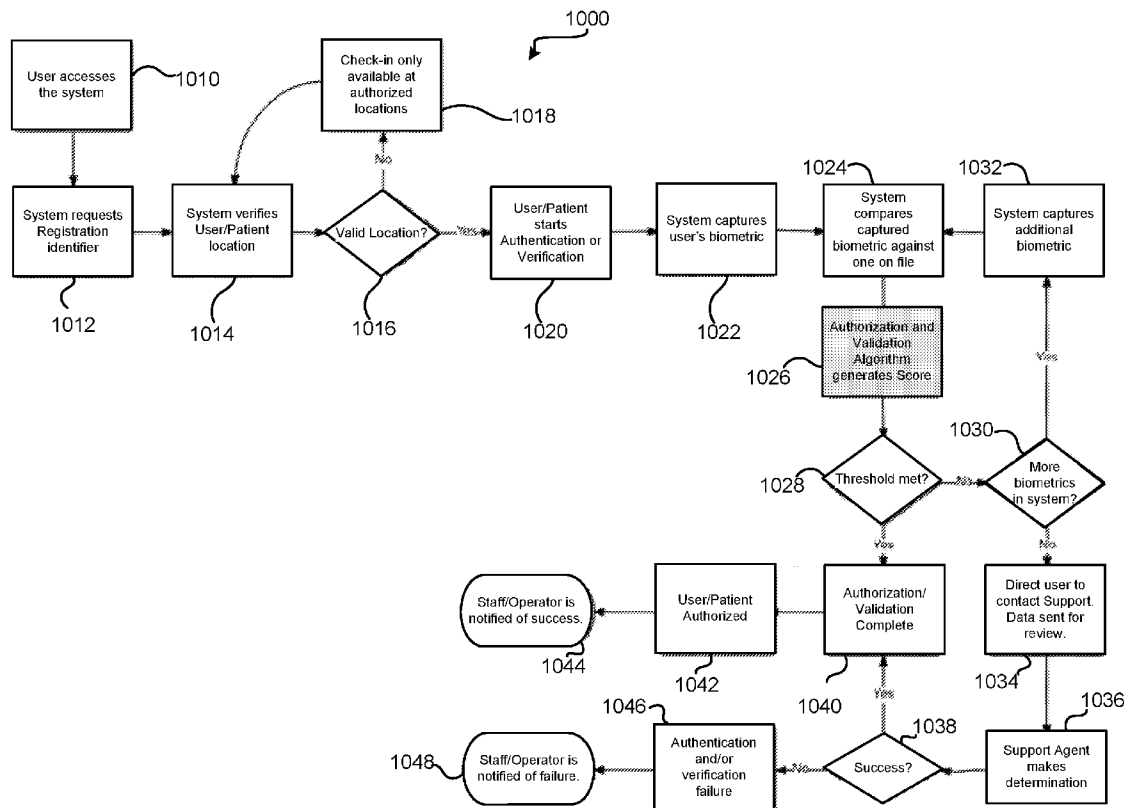 1000
User accesses
the system
1010
Check-in only
available at
authorized
locations
1018
No
System requests
Registration
identifier
1012
System verifies
User/Patient
location
1014
Valid Location?
1016
Yes
User/Patient
starts
Authentication or
Verification
1020
System captures
user's biometric
1022
1024
System
compares
captured
biometric against
one on file
1032
System captures
additional
biometric
Authorization and
Validation
Algorithm
generates Score
1026
Yes
Threshold met?
1028
No
1030
More
biometrics
in system?
Yes
No
Staff/Operator is
notified of success.
1044
User/Patient
Authorized
1042
Authorization/
Validation
Complete
1040
Direct user to
contact Support.
Data sent for
review.
1034
Yes
1036
Support Agent
makes
determination
1038
Success?
No
1046
Authentication
and/or
verification
failure
Staff/Operator is
notified of failure.
1048